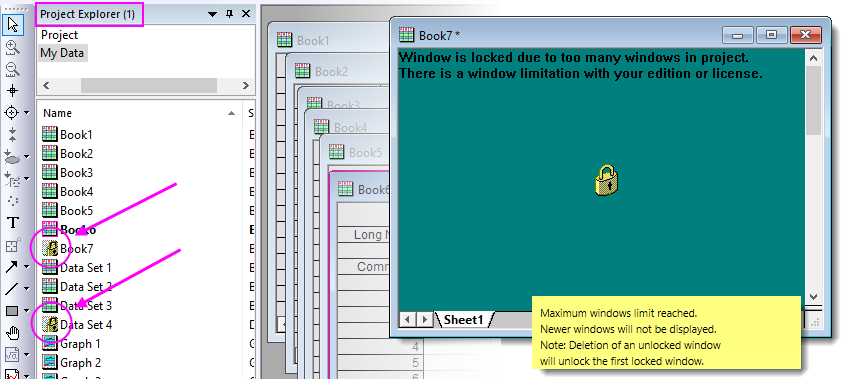 Project Explorer (1)
Project
My Data
Name
S
Book1
Book2
Book3
Book4
Book5
Book6
Book7
Data Set 1
Data Set 2
Data Set 3
Data Set 4
Graph 1
Graph 2
T
Book1
Book2
Book4
Book5
Book6
Long N
Comm
4
5
6
Book7 *
Window is locked due to too many windows in project.
There is a window limitation with your edition or license.
Sheet1
Maximum windows limit reached.
Newer windows will not be displayed.
Note: Deletion of an unlocked window
will unlock the first locked window.